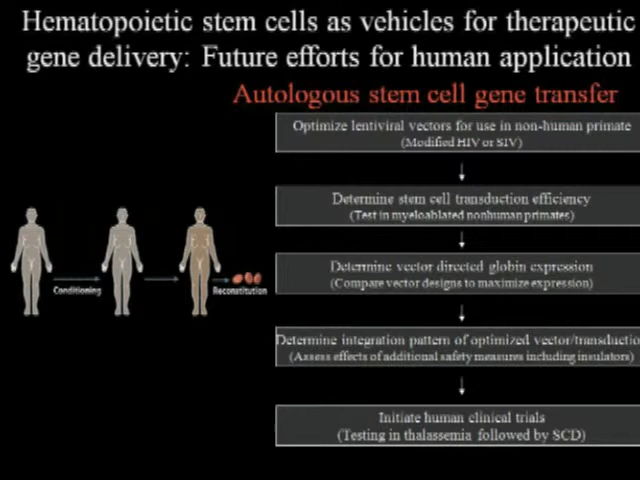 Hematopoietic stem cells as vehicles for therapeutic
gene delivery: Future efforts for human application
Autologous stem cell gene transfer
Optimize lentiviral vectors for use in non-human primate
(Modified HIV or SIV)
Determine stem cell transduction efficiency
(Test in myeloablated nonhuman primates)
Determine vector directed globin expression
(Compare vector designs to maximize expression)
Conditioning
Reconstitution
Determine integration pattern of optimized vector/transductio
(Assess effects of additional safety measures including insulators)
Initiate human clinical trials
(Testing in thalassemia followed by SCD)